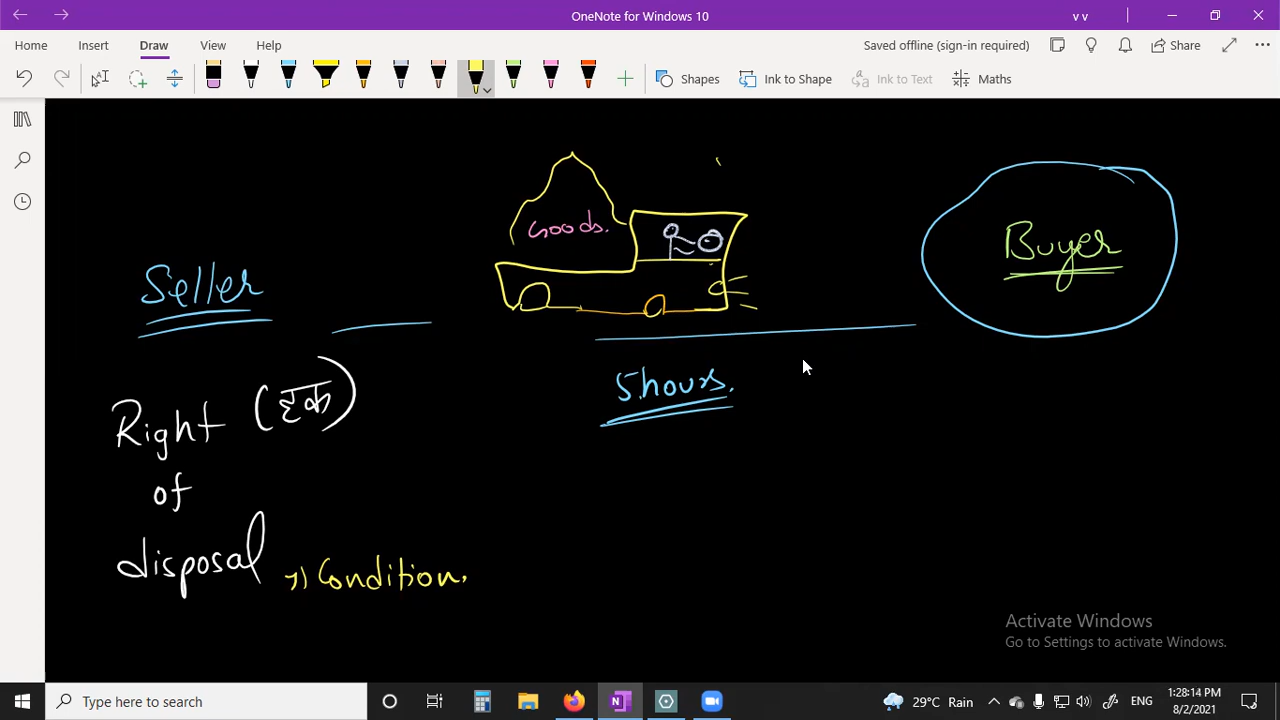 OneNote for Windows 10
v v
Home Insert Draw View Help
Saved offline (sign-in required)
Share
Shapes
Ink to Shape
Ink to Text
Maths
Goods.
Buyer
Seller
5hours.
Right (हक)
of
disposal
Condition.
Activate Windows
Go to Settings to activate Windows.
Type here to search
29°C Rain
ENG
1:28:14 PM
8/2/2021